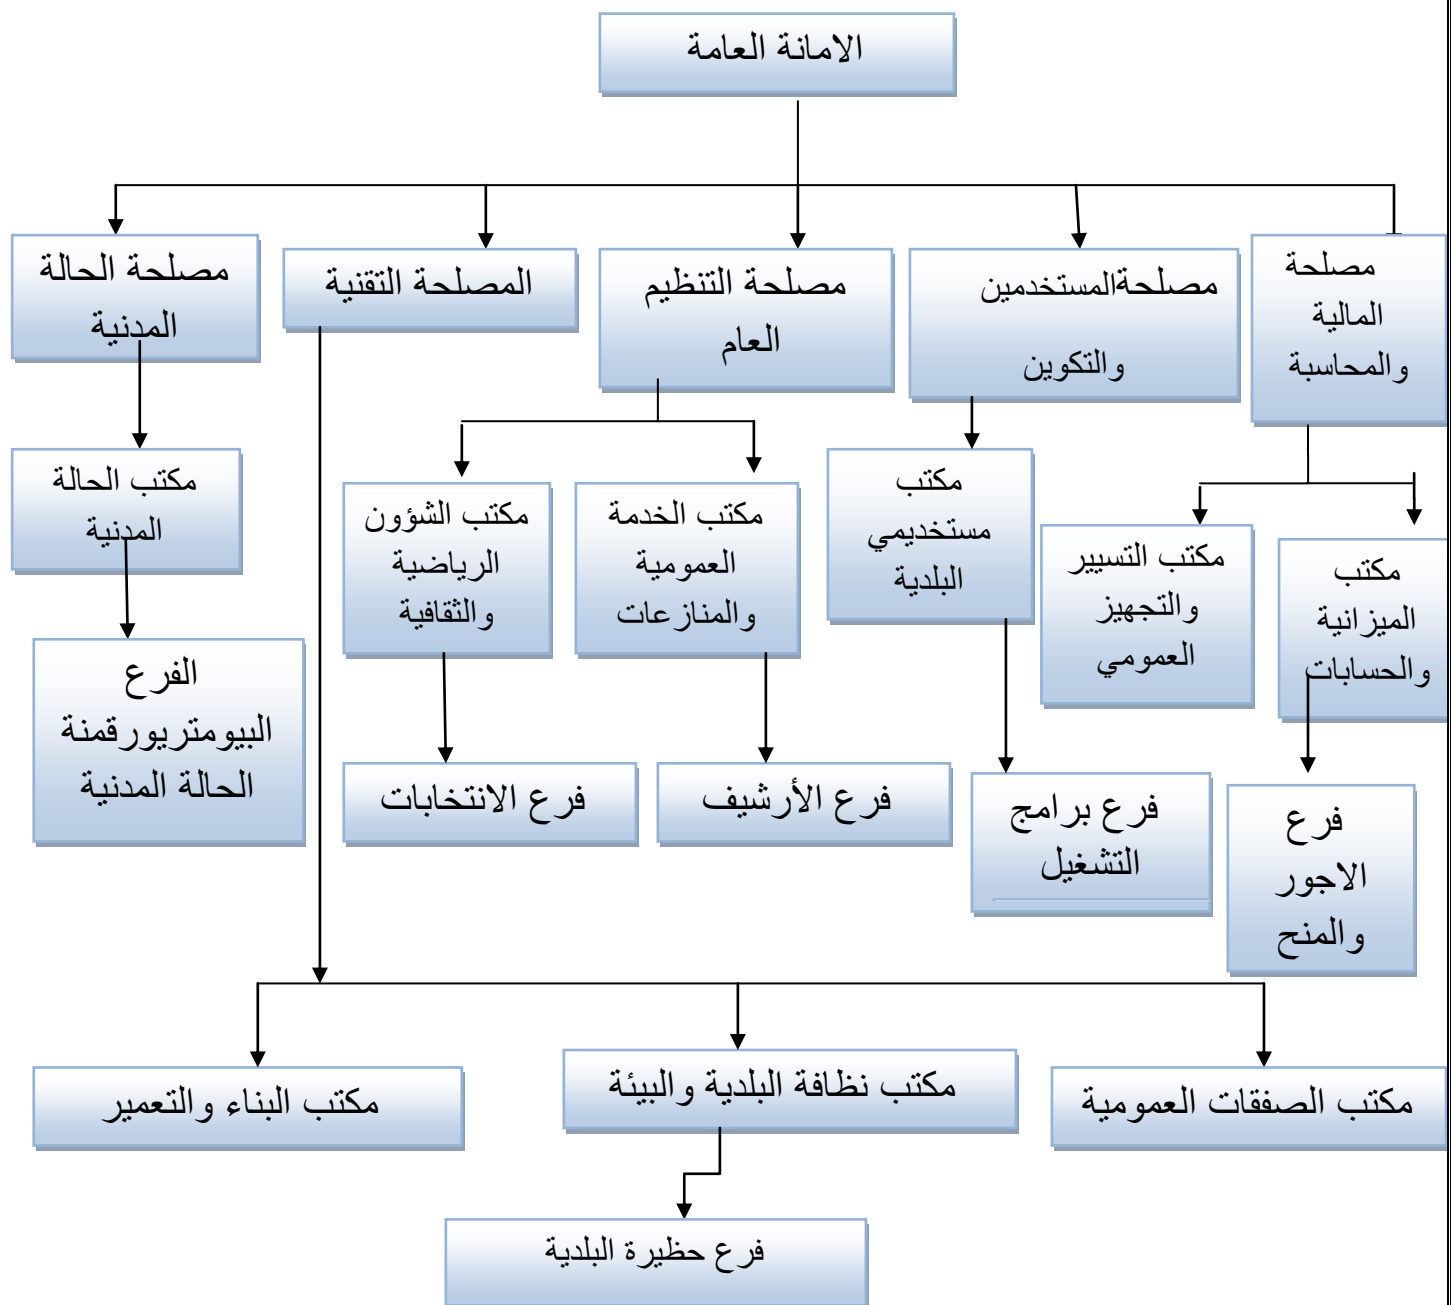 الامانة العامة
مصلحة
المالية
والمحاسبة
مصلحةالمستخدمين
والتكوين
مصلحة التنظيم
العام
المصلحة التقنية
مصلحة الحالة
المدنية
مكتب
الميزانية
والحسابات
مكتب التسيير
والتجهيز
العمومي
مكتب
مستخديمي
البلدية
مكتب الخدمة
العمومية
والمنازعات
مكتب الشؤون
الرياضية
والثقافية
مكتب الحالة
المدنية
فرع
الاجور
والمنح
فرع برامج
التشغيل
فرع الأرشيف
فرع الانتخابات
الفرع
البيومتريورقمنة
الحالة المدنية
مكتب الصفقات العمومية
مكتب نظافة البلدية والبيئة
مكتب البناء والتعمير
فرع حظيرة البلدية